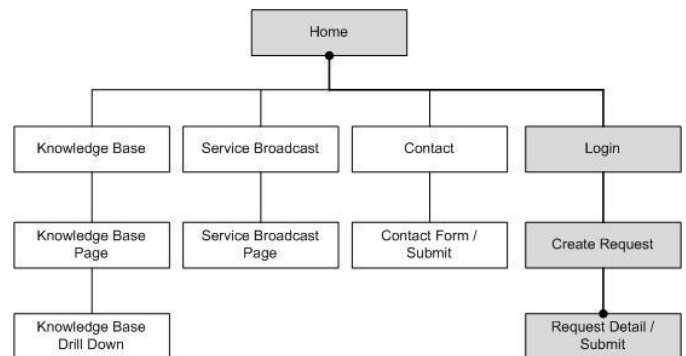 Home
Knowledge Base
Service Broadcast
Contact
Login
Knowledge Base
Page
Service Broadcast
Page
Contact Form /
Submit
Create Request
Knowledge Base
Drill Down
Request Detail /
Submit